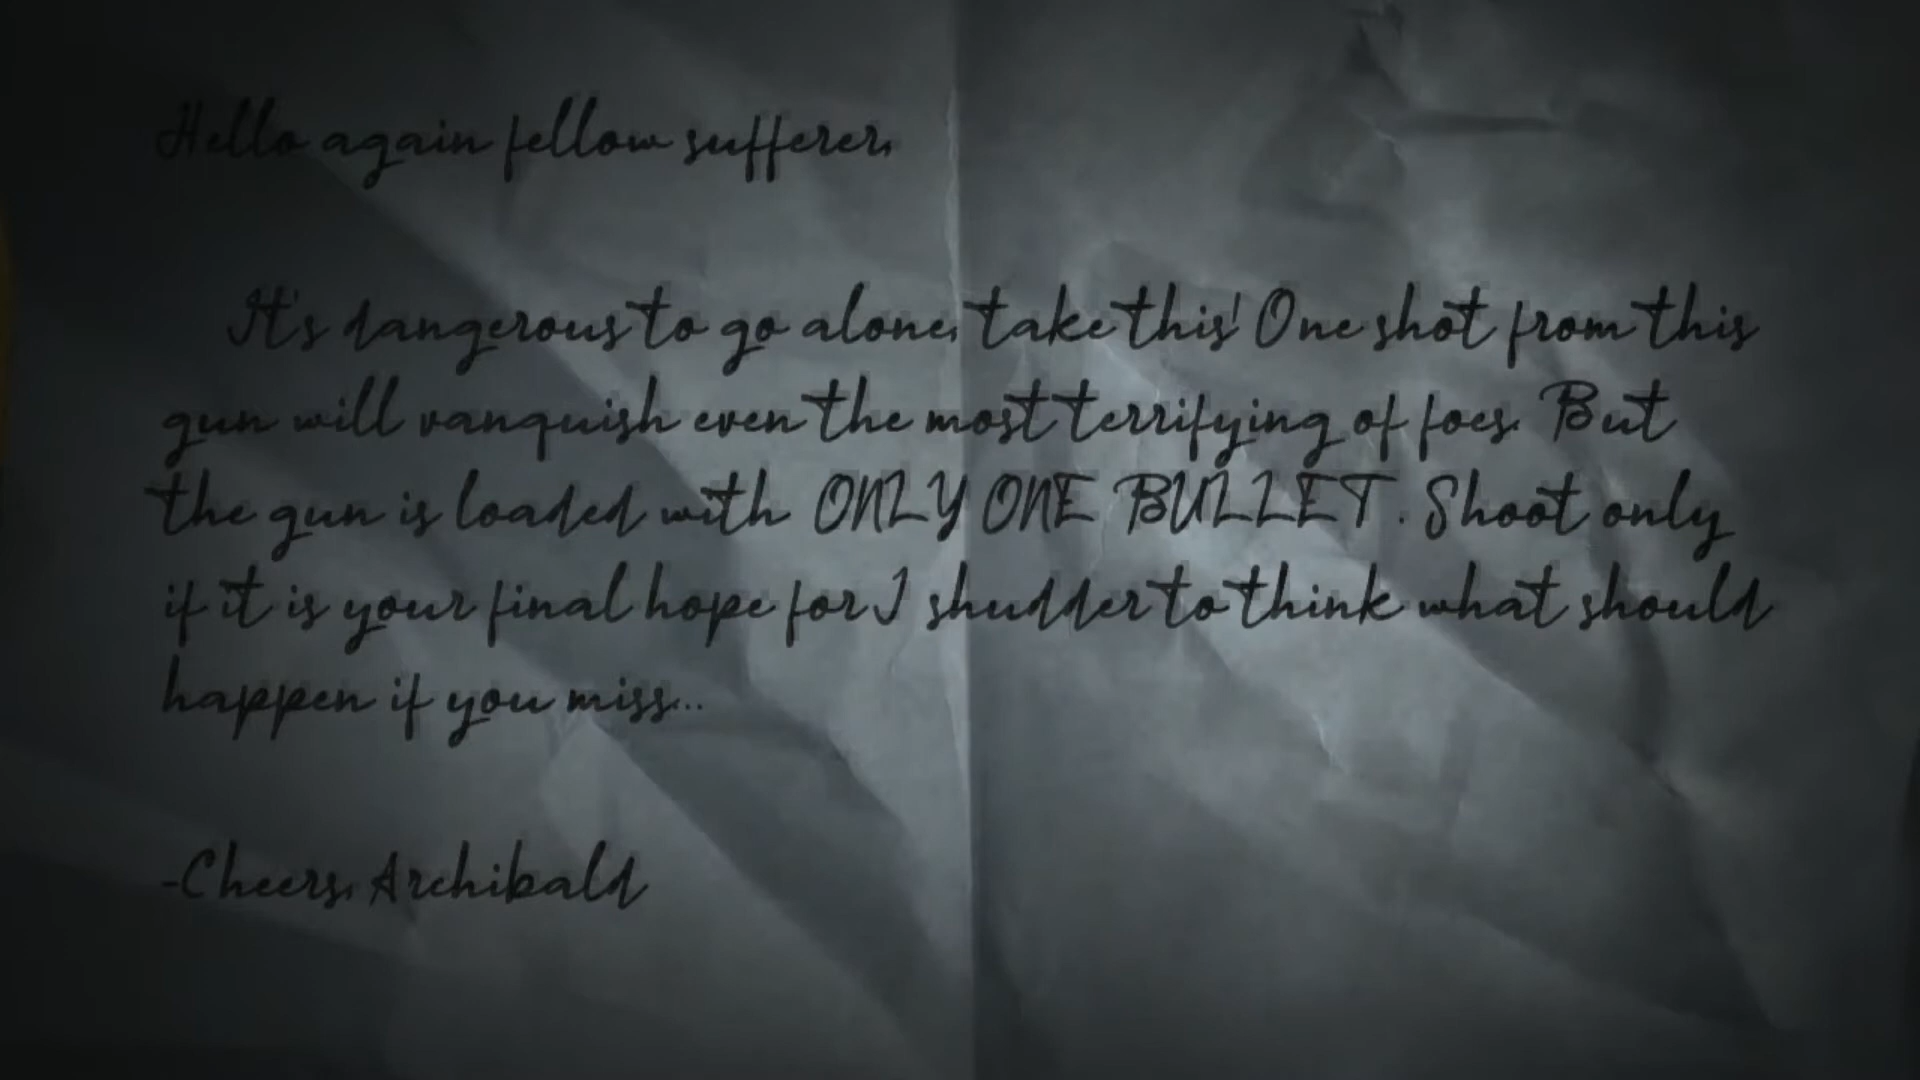 Hello again fellow sufferer,
It's dangerous to go alone, take this! One shot from this
gun will vanquish even the most terrifying of foes. But
the gun is loaded with ONLY ONE BULLET. Shoot only
if it is your final hope for I shudder to think what should
happen if you miss...
-Cheers, Archibald